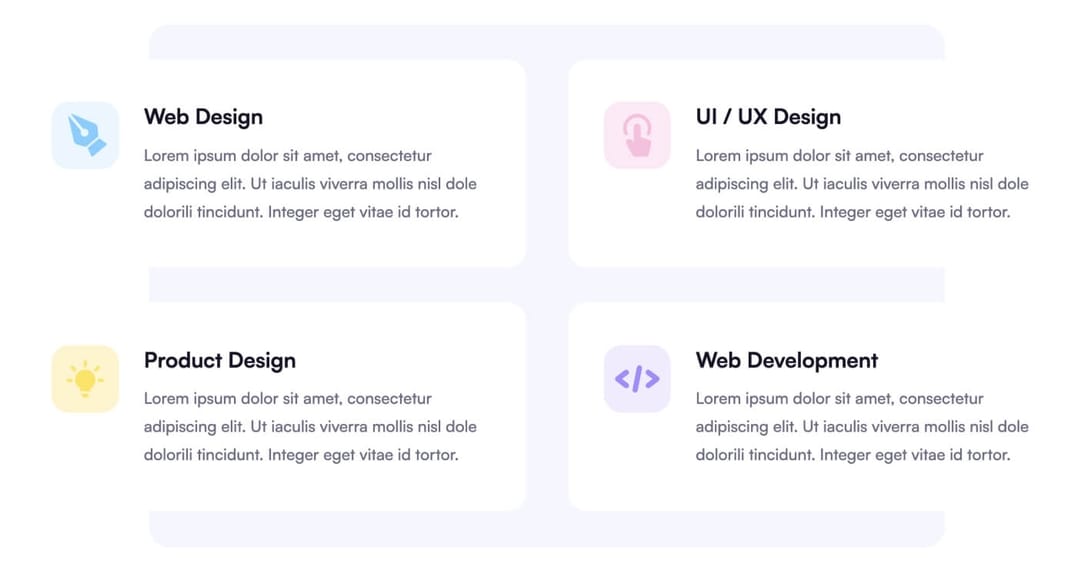 Web Design
Lorem ipsum dolor sit amet, consectetur
adipiscing elit. Ut iaculis viverra mollis nisl dole
dolorili tincidunt. Integer eget vitae id tortor.
UI / UX Design
Lorem ipsum dolor sit amet, consectetur
adipiscing elit. Ut iaculis viverra mollis nisl dole
dolorili tincidunt. Integer eget vitae id tortor.
Product Design
Lorem ipsum dolor sit amet, consectetur
adipiscing elit. Ut iaculis viverra mollis nisl dole
dolorili tincidunt. Integer eget vitae id tortor.
Web Development
Lorem ipsum dolor sit amet, consectetur
adipiscing elit. Ut iaculis viverra mollis nisl dole
dolorili tincidunt. Integer eget vitae id tortor.